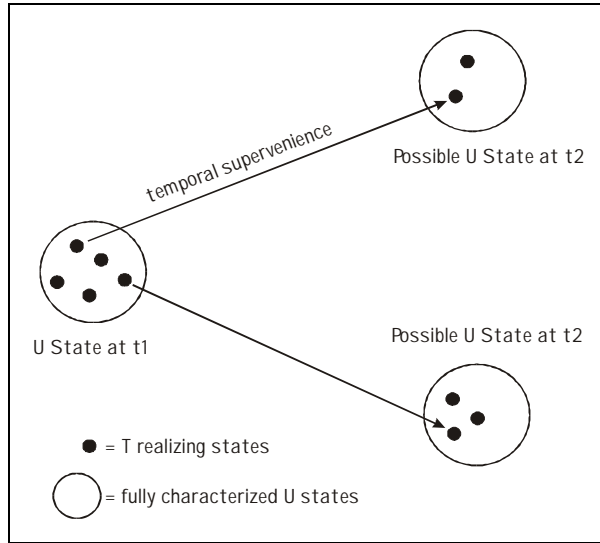 temporal supervenience
Possible U State at t2
U State at t1
Possible U State at t2
= T realizing states
= fully characterized U states